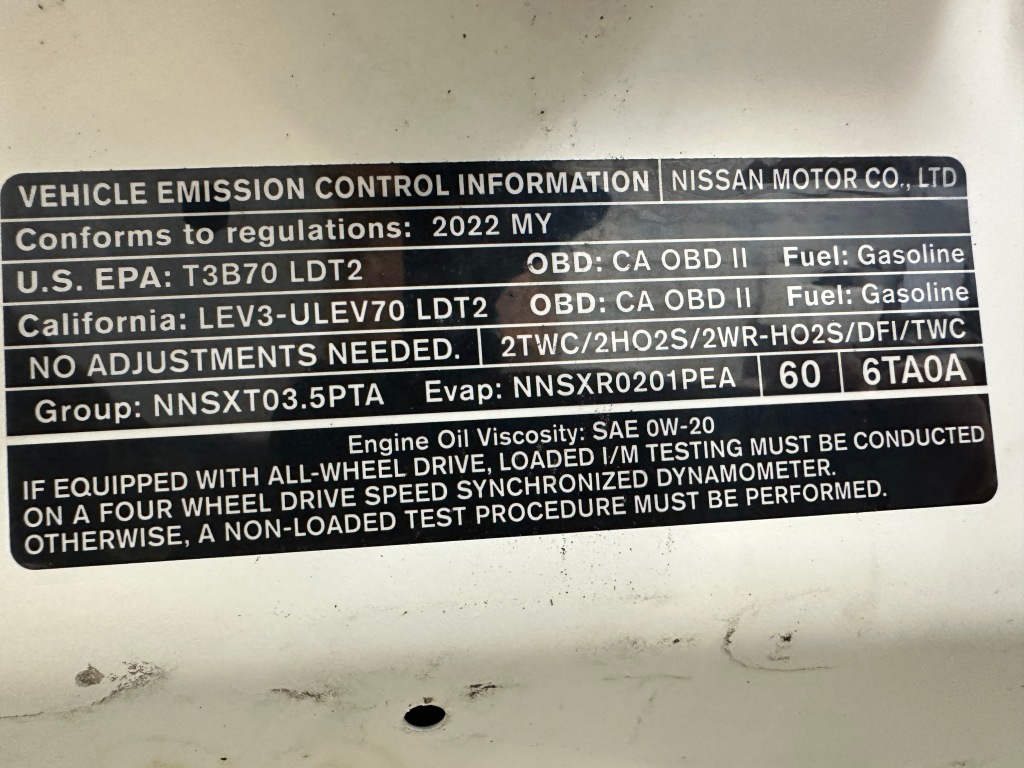 VEHICLE EMISSION CONTROL INFORMATION NISSAN MOTOR CO., LTD
Conforms to regulations: 2022 MY
U.S. EPA: T3B70 LDT2 OBD: CA OBD II Fuel: Gasoline
California: LEV3-ULEV70 LDT2 OBD: CA OBD II Fuel: Gasoline
NO ADJUSTMENTS NEEDED. 2TWC/2HO2S/2WR-HO2S/DFI/TWC
Group: NNSXT03.5PTA Evap: NNSXR0201PEA 60 6TA0A
Engine Oil Viscosity: SAE 0W-20
IF EQUIPPED WITH ALL-WHEEL DRIVE, LOADED I/M TESTING MUST BE CONDUCTED
ON A FOUR WHEEL DRIVE SPEED SYNCHRONIZED DYNAMOMETER.
OTHERWISE, A NON-LOADED TEST PROCEDURE MUST BE PERFORMED.